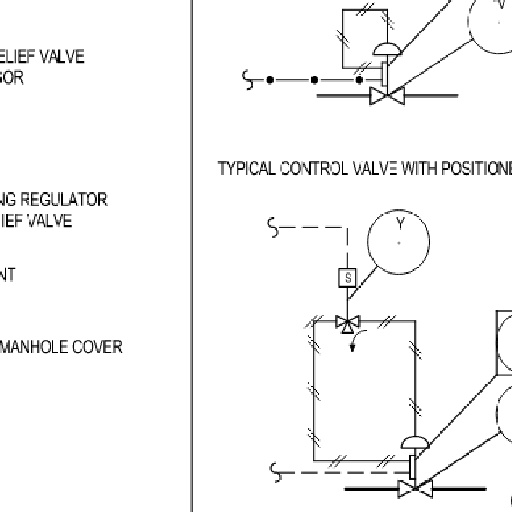 ELIEF VALVE
SOR
NG REGULATOR
IEF VALVE
NT
MANHOLE COVER
V
TYPICAL CONTROL VALVE WITH POSITIONE
Y
S